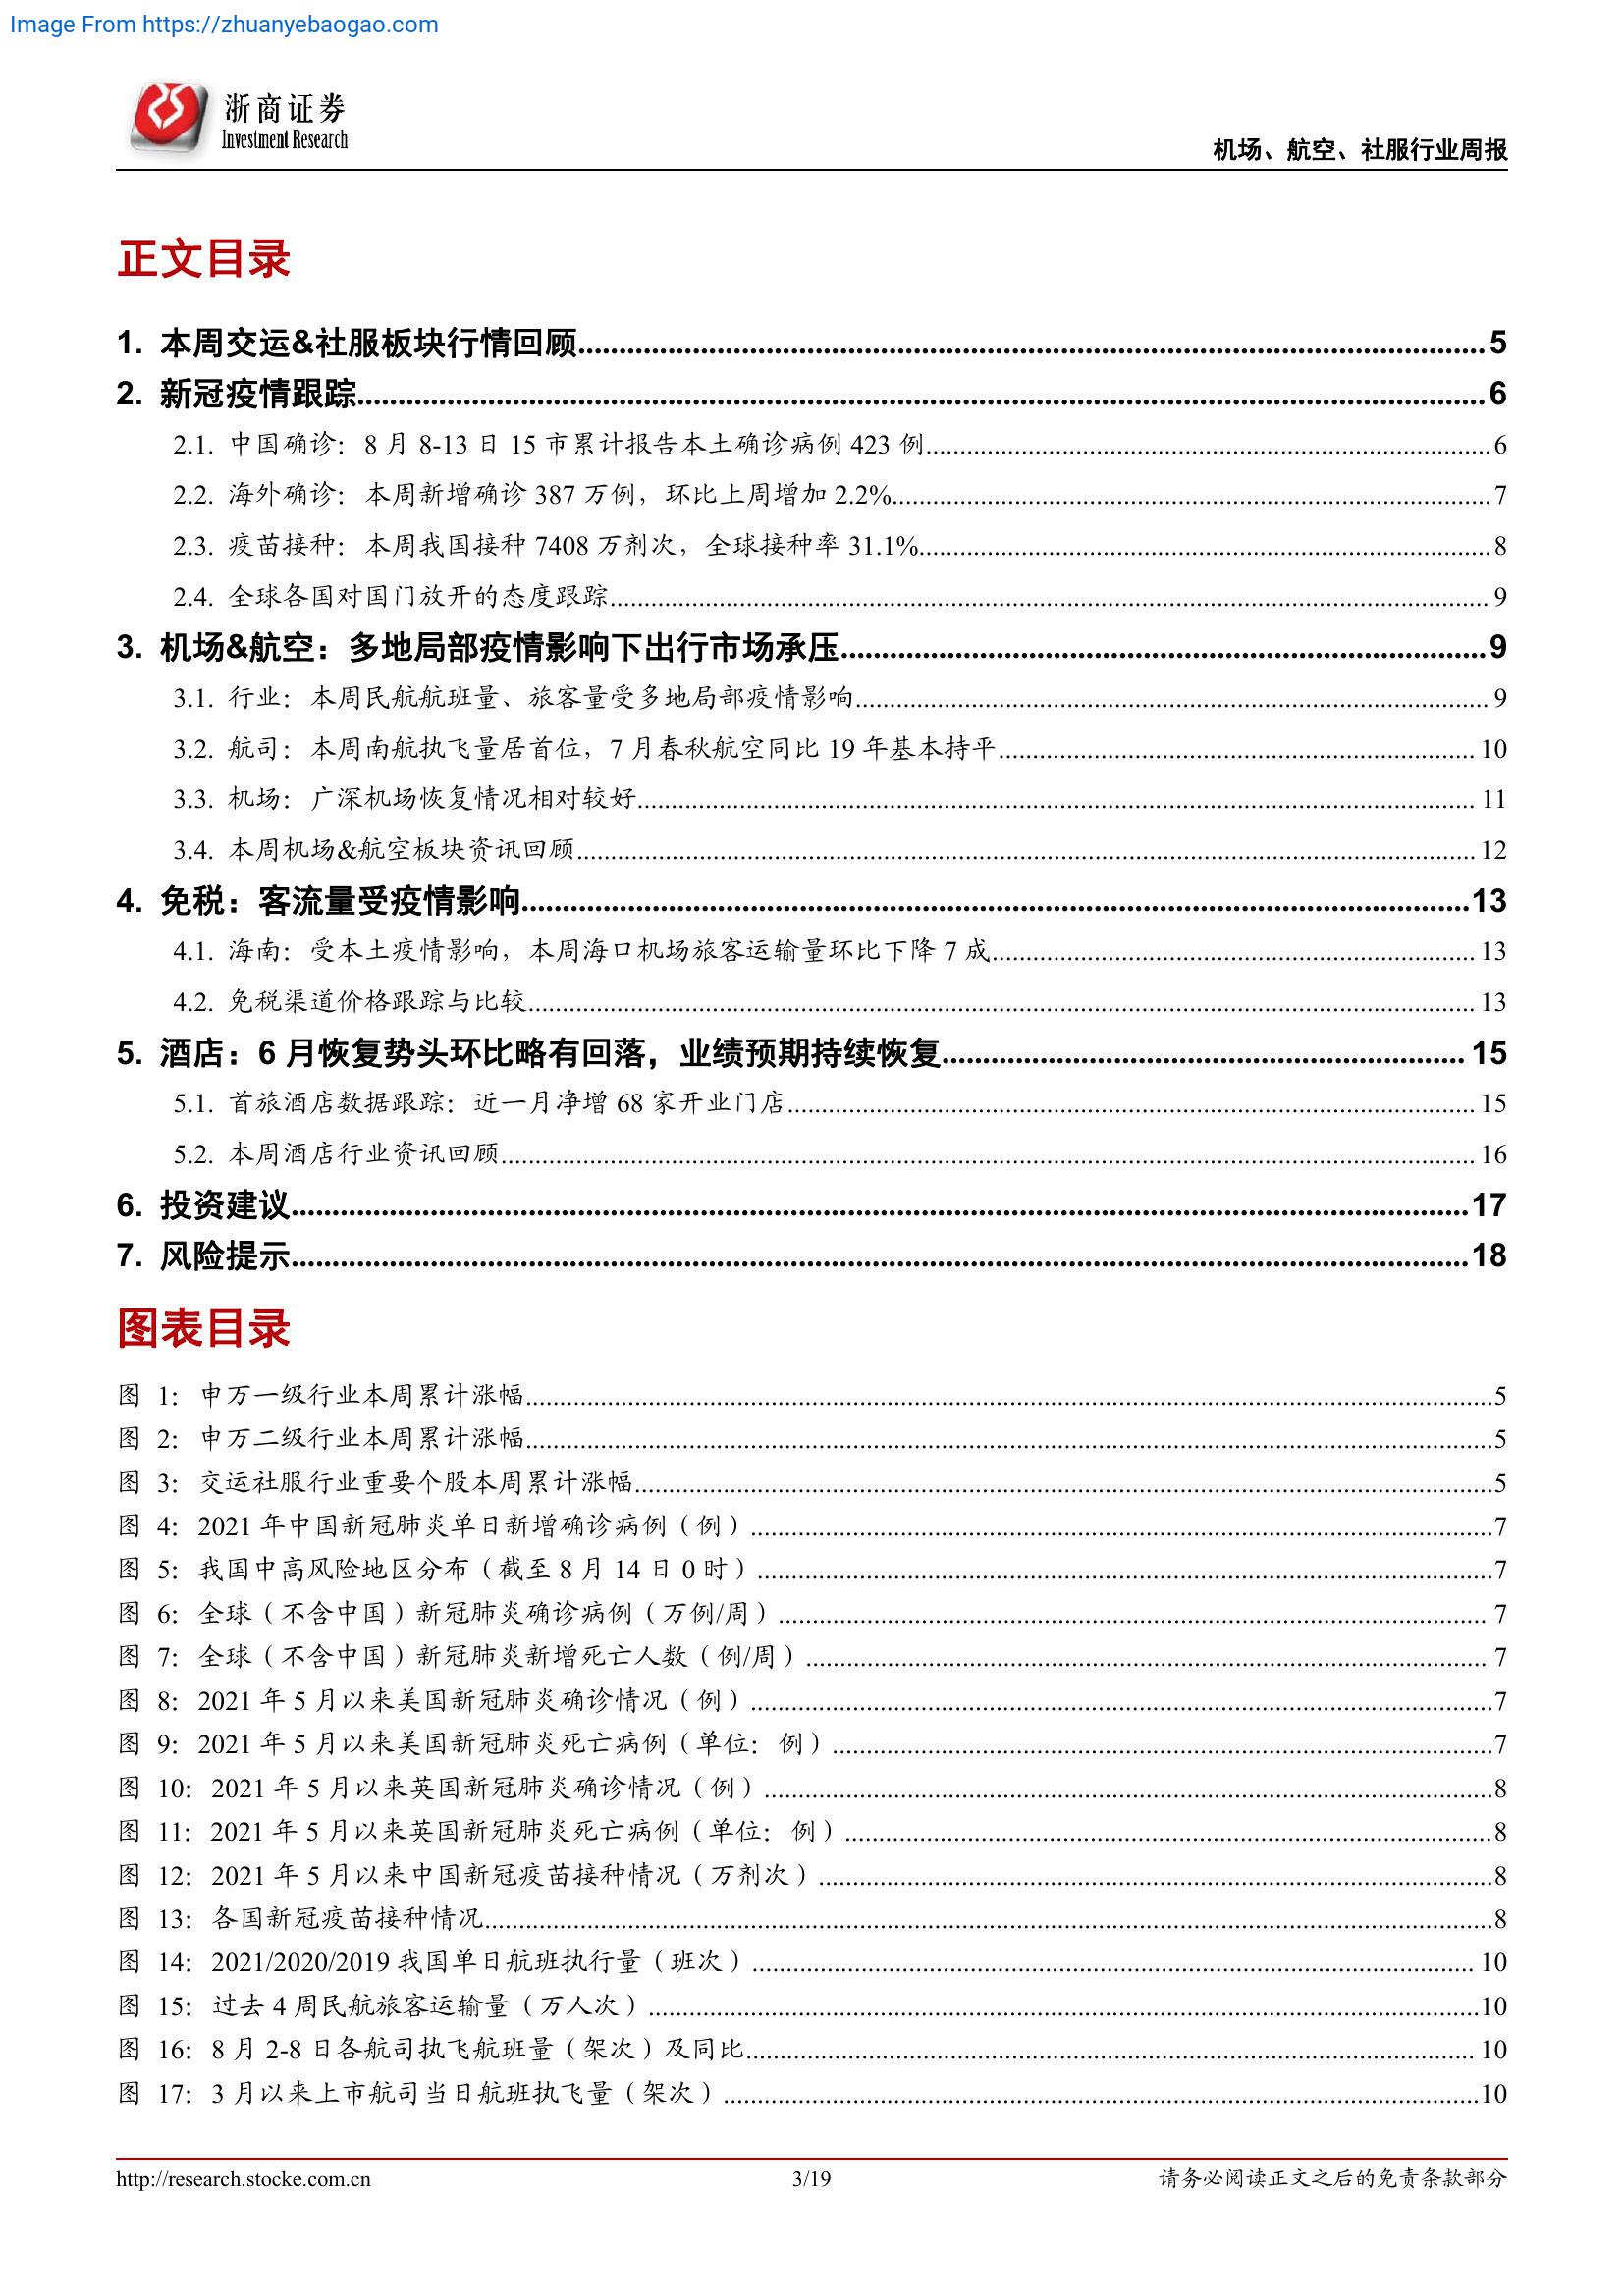 Image From https://zhuanyebaogao.com
浙商证券
Investment Research
机场、航空、社服行业周报
正文目录
1. 本周交运&社服板块行情回顾......5
2. 新冠疫情跟踪......6
2.1. 中国确诊：8 月 8-13 日 15 市累计报告本土确诊病例 423 例......6
2.2. 海外确诊：本周新增确诊 387 万例，环比上周增加 2.2%......7
2.3. 疫苗接种：本周我国接种 7408 万剂次，全球接种率 31.1%......8
2.4. 全球各国对国门放开的态度跟踪......9
3. 机场&航空：多地局部疫情影响下出行市场承压......9
3.1. 行业：本周民航航班量、旅客量受多地局部疫情影响......9
3.2. 航司：本周南航执飞量居首位，7 月春秋航空同比 19 年基本持平......10
3.3. 机场：广深机场恢复情况相对较好......11
3.4. 本周机场&航空板块资讯回顾......12
4. 免税：客流量受疫情影响......13
4.1. 海南：受本土疫情影响，本周海口机场旅客运输量环比下降 7 成......13
4.2. 免税渠道价格跟踪与比较......13
5. 酒店：6 月恢复势头环比略有回落，业绩预期持续恢复......15
5.1. 首旅酒店数据跟踪：近一月净增 68 家开业门店......15
5.2. 本周酒店行业资讯回顾......16
6. 投资建议......17
7. 风险提示......18
图表目录
图 1：申万一级行业本周累计涨幅......5
图 2：申万二级行业本周累计涨幅......5
图 3：交运社服行业重要个股本周累计涨幅......5
图 4：2021 年中国新冠肺炎单日新增确诊病例（例）......7
图 5：我国中高风险地区分布（截至 8 月 14 日 0 时）......7
图 6：全球（不含中国）新冠肺炎确诊病例（万例/周）......7
图 7：全球（不含中国）新冠肺炎新增死亡人数（例/周）......7
图 8：2021 年 5 月以来美国新冠肺炎确诊情况（例）......7
图 9：2021 年 5 月以来美国新冠肺炎死亡病例（单位：例）......7
图 10：2021 年 5 月以来英国新冠肺炎确诊情况（例）......8
图 11：2021 年 5 月以来英国新冠肺炎死亡病例（单位：例）......8
图 12：2021 年 5 月以来中国新冠疫苗接种情况（万剂次）......8
图 13：各国新冠疫苗接种情况......8
图 14：2021/2020/2019 我国单日航班执行量（班次）......10
图 15：过去 4 周民航旅客运输量（万人次）......10
图 16：8 月 2-8 日各航司执飞航班量（架次）及同比......10
图 17：3 月以来上市航司当日航班执飞量（架次）......10
http://research.stocke.com.cn
3/19
请务必阅读正文之后的免责条款部分